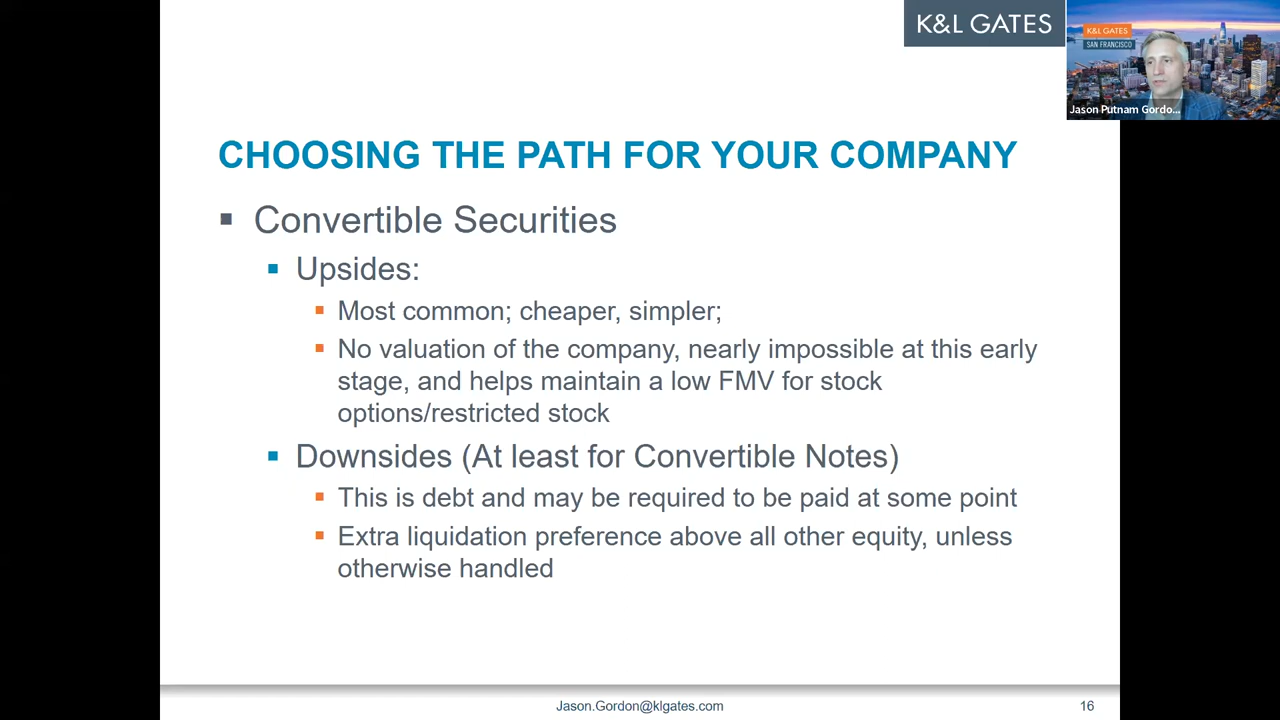 K&L GATES
K&L GATES
SAN FRANCISCO
Jason Putnam Gordo...
CHOOSING THE PATH FOR YOUR COMPANY
Convertible Securities
Upsides:
Most common; cheaper, simpler;
No valuation of the company, nearly impossible at this early
stage, and helps maintain a low FMV for stock
options/restricted stock
Downsides (At least for Convertible Notes)
This is debt and may be required to be paid at some point
Extra liquidation preference above all other equity, unless
otherwise handled
Jason.Gordon@klgates.com
16